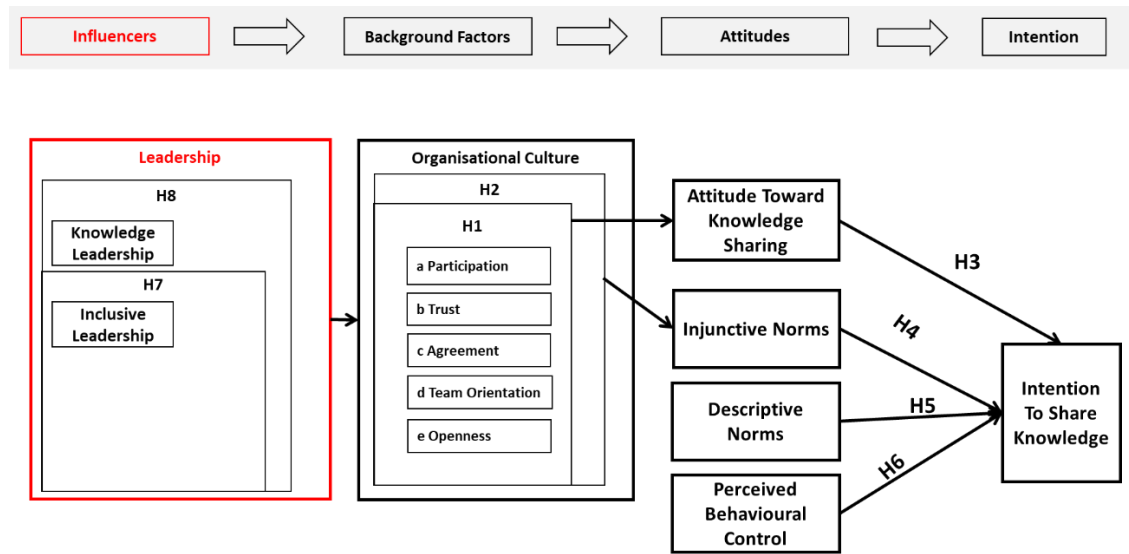 Influencers
Background Factors
Attitudes
Intention
Leadership
H8
Knowledge
Leadership
H7
Inclusive
Leadership
Organisational Culture
H2
H1
a Participation
b Trust
c Agreement
d Team Orientation
e Openness
Attitude Toward
Knowledge
Sharing
Injunctive Norms
Descriptive
Norms
Perceived
Behavioural
Control
H3
H4
H5
H6
Intention
To Share
Knowledge